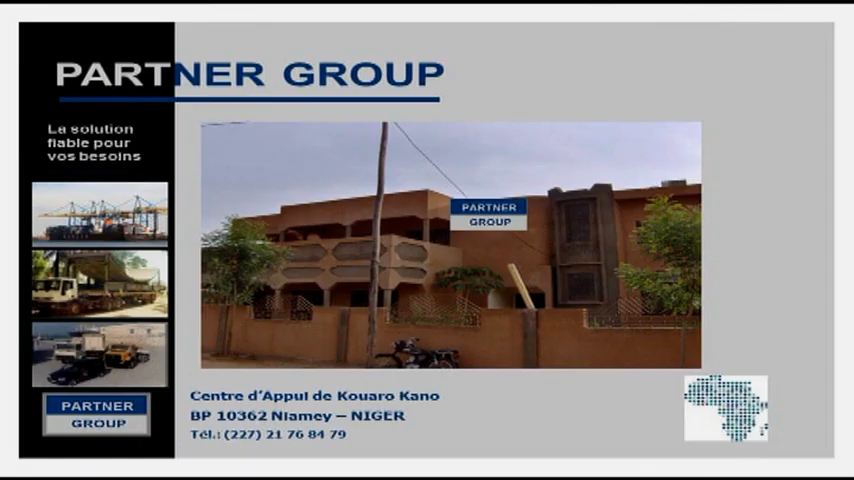 PARTNER GROUP
La solution
fiable pour
vos besoins
PARTNER
GROUP
PARTNER
GROUP
Centre d'Appui de Kouaro Kano
BP 10362 Niamey – NIGER
Tél.: (227) 21 76 84 79